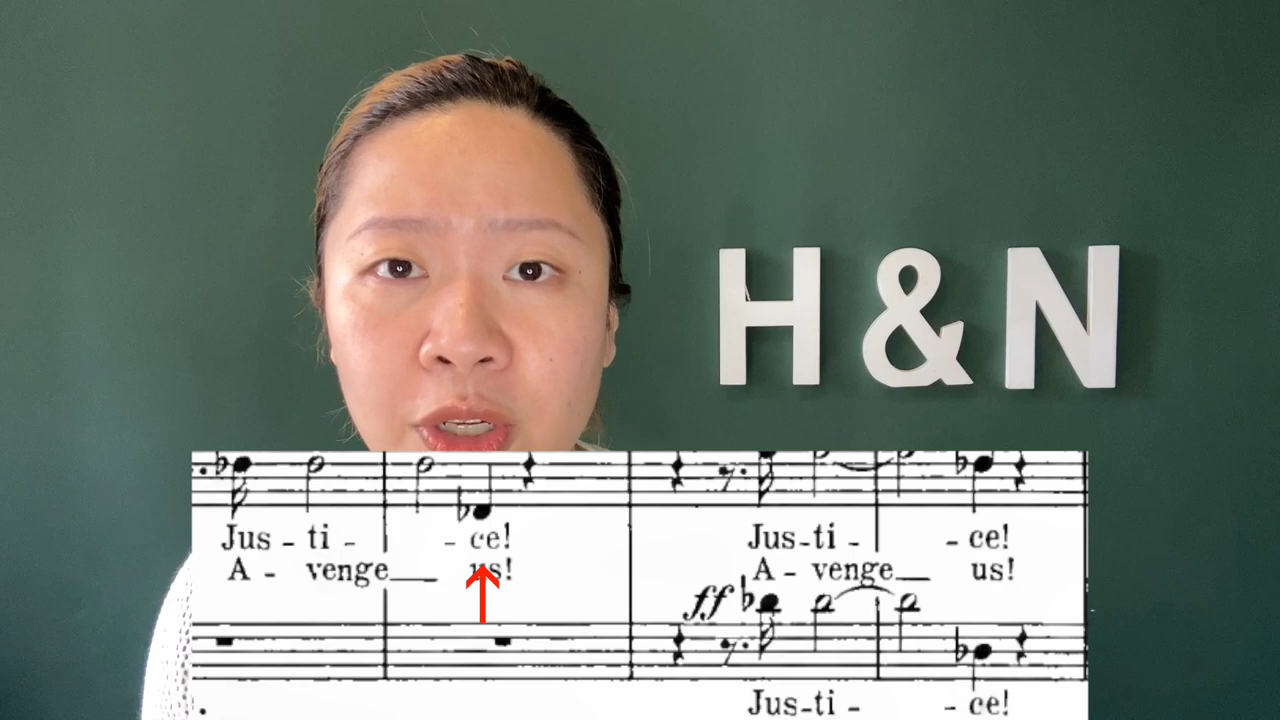 H&N
Jus - ti - - ce! Jus - ti - - ce!
A - venge__ us! A - venge__ us!
ff
Jus - ti - - ce!